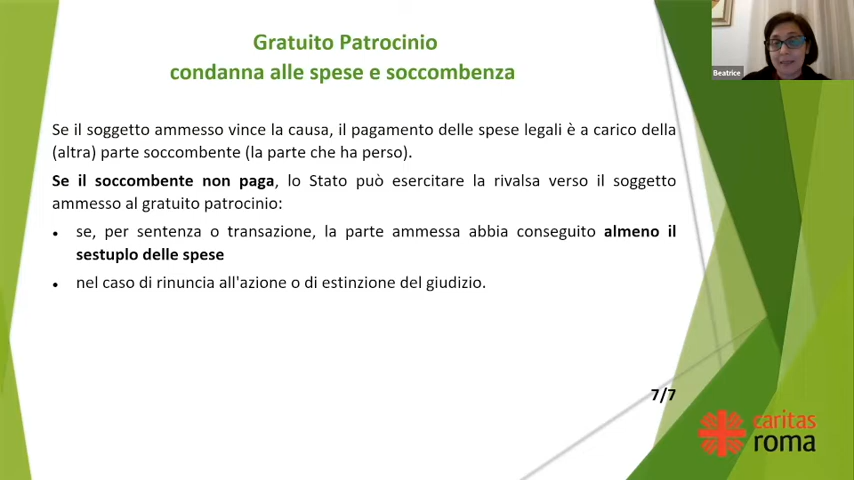 Gratuito Patrocinio
condanna alle spese e soccombenza
Beatrice
Se il soggetto ammesso vince la causa, il pagamento delle spese legali è a carico della
(altra) parte soccombente (la parte che ha perso).
Se il soccombente non paga, lo Stato può esercitare la rivalsa verso il soggetto
ammesso al gratuito patrocinio:
• se, per sentenza o transazione, la parte ammessa abbia conseguito almeno il
sestuplo delle spese
• nel caso di rinuncia all'azione o di estinzione del giudizio.
7/7
caritas
roma